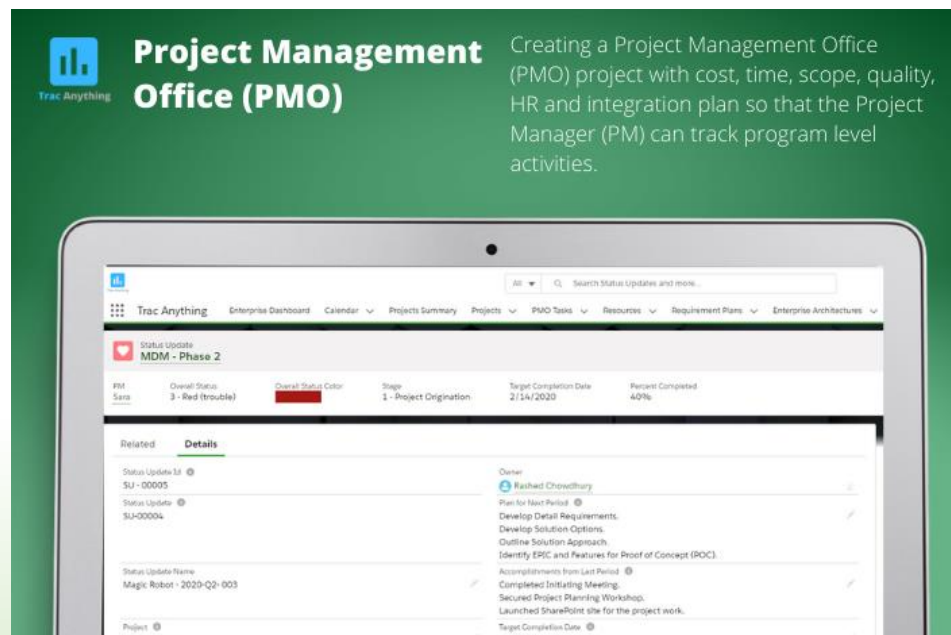 Trac Anything
Project Management
Office (PMO)
Creating a Project Management Office
(PMO) project with cost, time, scope, quality,
HR and integration plan so that the Project
Manager (PM) can track program level
activities.
All Search Status Updates and more...
Trac Anything Enterprise Dashboard Calendar Projects Summary Projects PMO Tasks Resources Requirement Plans Enterprise Architectures
Status Update
MDM - Phase 2
PM Overall Status Overall Status Color Stage Target Completion Date Percent Completed
Sara 3 - Red (trouble) 1 - Project Origination 2/14/2020 40%
Related Details
Status Update Id
SU - 00005
Owner
Rashed Chowdhury
Status Update
SU-00004
Plan for Next Period
Develop Detail Requirements.
Develop Solution Options.
Outline Solution Approach.
Identify EPIC and Features for Proof of Concept (POC).
Status Update Name
Magic Robot - 2020-Q2- 003
Accomplishments from Last Period
Completed Initiating Meeting.
Secured Project Planning Workshop.
Launched SharePoint site for the project work.
Project
Target Completion Date